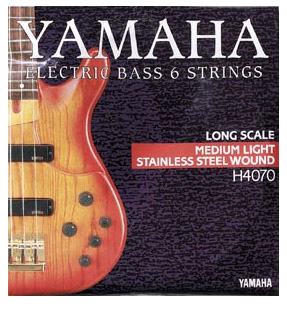 YAMAHA
ELECTRIC BASS 6 STRINGS
LONG SCALE
MEDIUM LIGHT
STAINLESS STEEL WOUND
H4070
YAMAHA